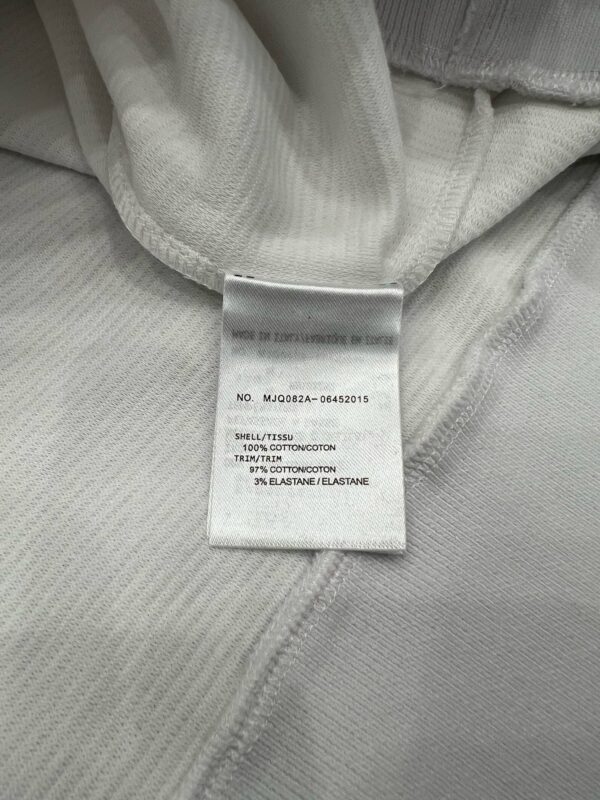 NO. MJQ082A-06452015
SHELL/TISSU
100% COTTON/COTON
TRIM/TRIM
97% COTTON/COTON
3% ELASTANE / ELASTANE